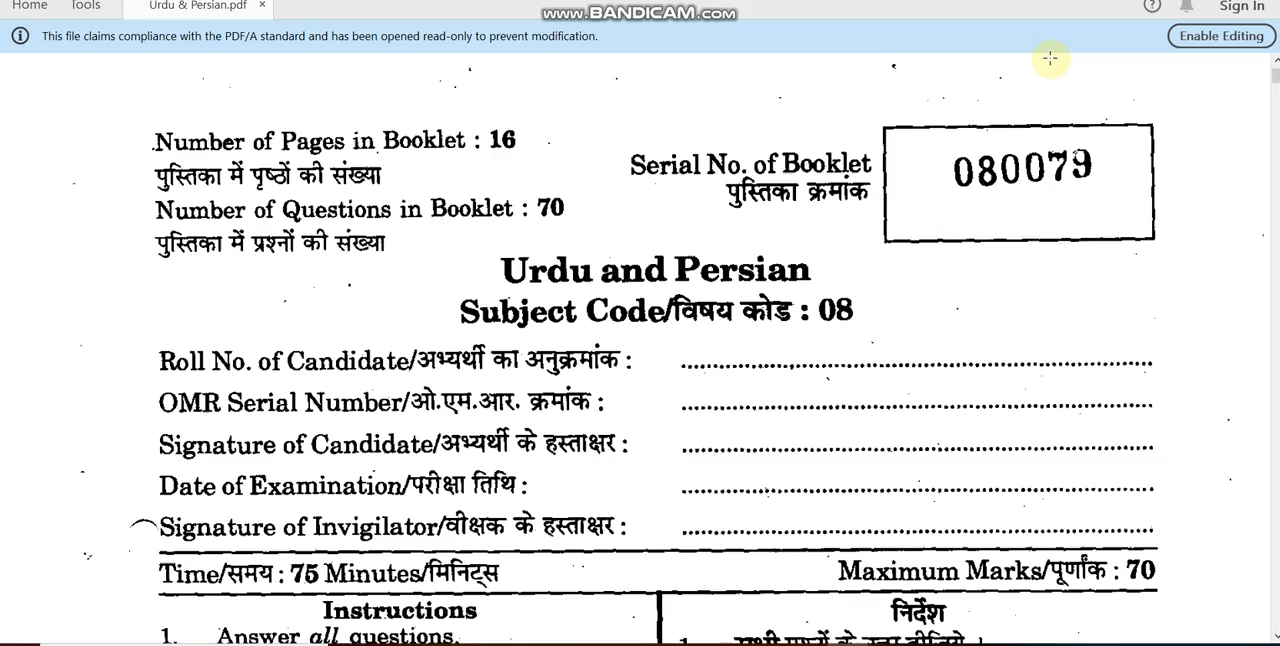 Home Tools Urdu & Persian.pdf × www.BANDICAM.com Sign In
This file claims compliance with the PDF/A standard and has been opened read-only to prevent modification. Enable Editing
Number of Pages in Booklet : 16
पुस्तिका में पृष्ठों की संख्या
Serial No. of Booklet 080079
पुस्तिका क्रमांक
Number of Questions in Booklet : 70
पुस्तिका में प्रश्नों की संख्या
Urdu and Persian
Subject Code/विषय कोड : 08
Roll No. of Candidate/अभ्यर्थी का अनुक्रमांक :
OMR Serial Number/ओ.एम.आर. क्रमांक :
Signature of Candidate/अभ्यर्थी के हस्ताक्षर :
Date of Examination/परीक्षा तिथि :
Signature of Invigilator/वीक्षक के हस्ताक्षर :
Time/समय : 75 Minutes/मिनिट्स Maximum Marks/पूर्णांक : 70
Instructions निर्देश
1. Answer all questions.